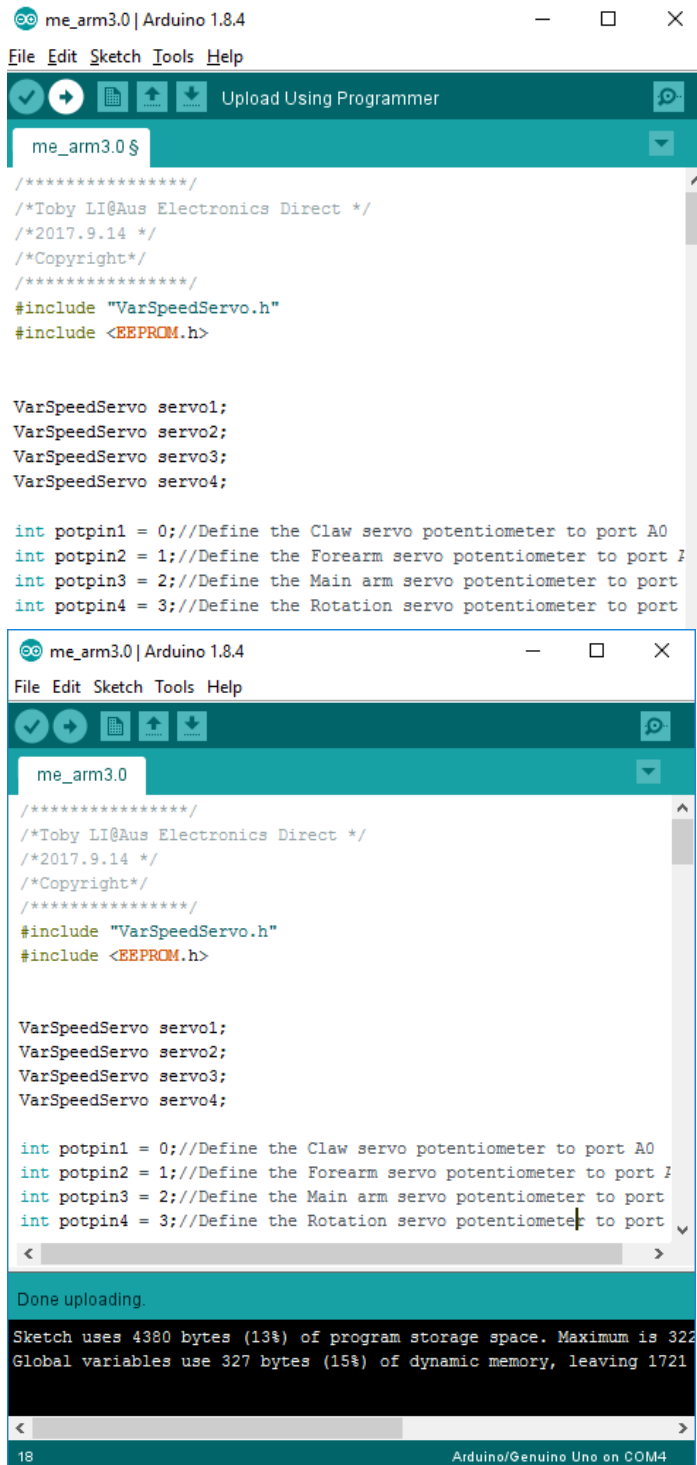 me_arm3.0 | Arduino 1.8.4
File Edit Sketch Tools Help
Upload Using Programmer
me_arm3.0 §
/****************/
/*Toby LI@Aus Electronics Direct */
/*2017.9.14 */
/*Copyright*/
/****************/
#include "VarSpeedServo.h"
#include <EEPROM.h>
VarSpeedServo servo1;
VarSpeedServo servo2;
VarSpeedServo servo3;
VarSpeedServo servo4;
int potpin1 = 0;//Define the Claw servo potentiometer to port A0
int potpin2 = 1;//Define the Forearm servo potentiometer to port
int potpin3 = 2;//Define the Main arm servo potentiometer to port
int potpin4 = 3;//Define the Rotation servo potentiometer to port
me_arm3.0 | Arduino 1.8.4
File Edit Sketch Tools Help
me_arm3.0
/****************/
/*Toby LI@Aus Electronics Direct */
/*2017.9.14 */
/*Copyright*/
/****************/
#include "VarSpeedServo.h"
#include <EEPROM.h>
VarSpeedServo servo1;
VarSpeedServo servo2;
VarSpeedServo servo3;
VarSpeedServo servo4;
int potpin1 = 0;//Define the Claw servo potentiometer to port A0
int potpin2 = 1;//Define the Forearm servo potentiometer to port
int potpin3 = 2;//Define the Main arm servo potentiometer to port
int potpin4 = 3;//Define the Rotation servo potentiometer to port
Done uploading.
Sketch uses 4380 bytes (13%) of program storage space. Maximum is 322
Global variables use 327 bytes (15%) of dynamic memory, leaving 1721
18 Arduino/Genuino Uno on COM4